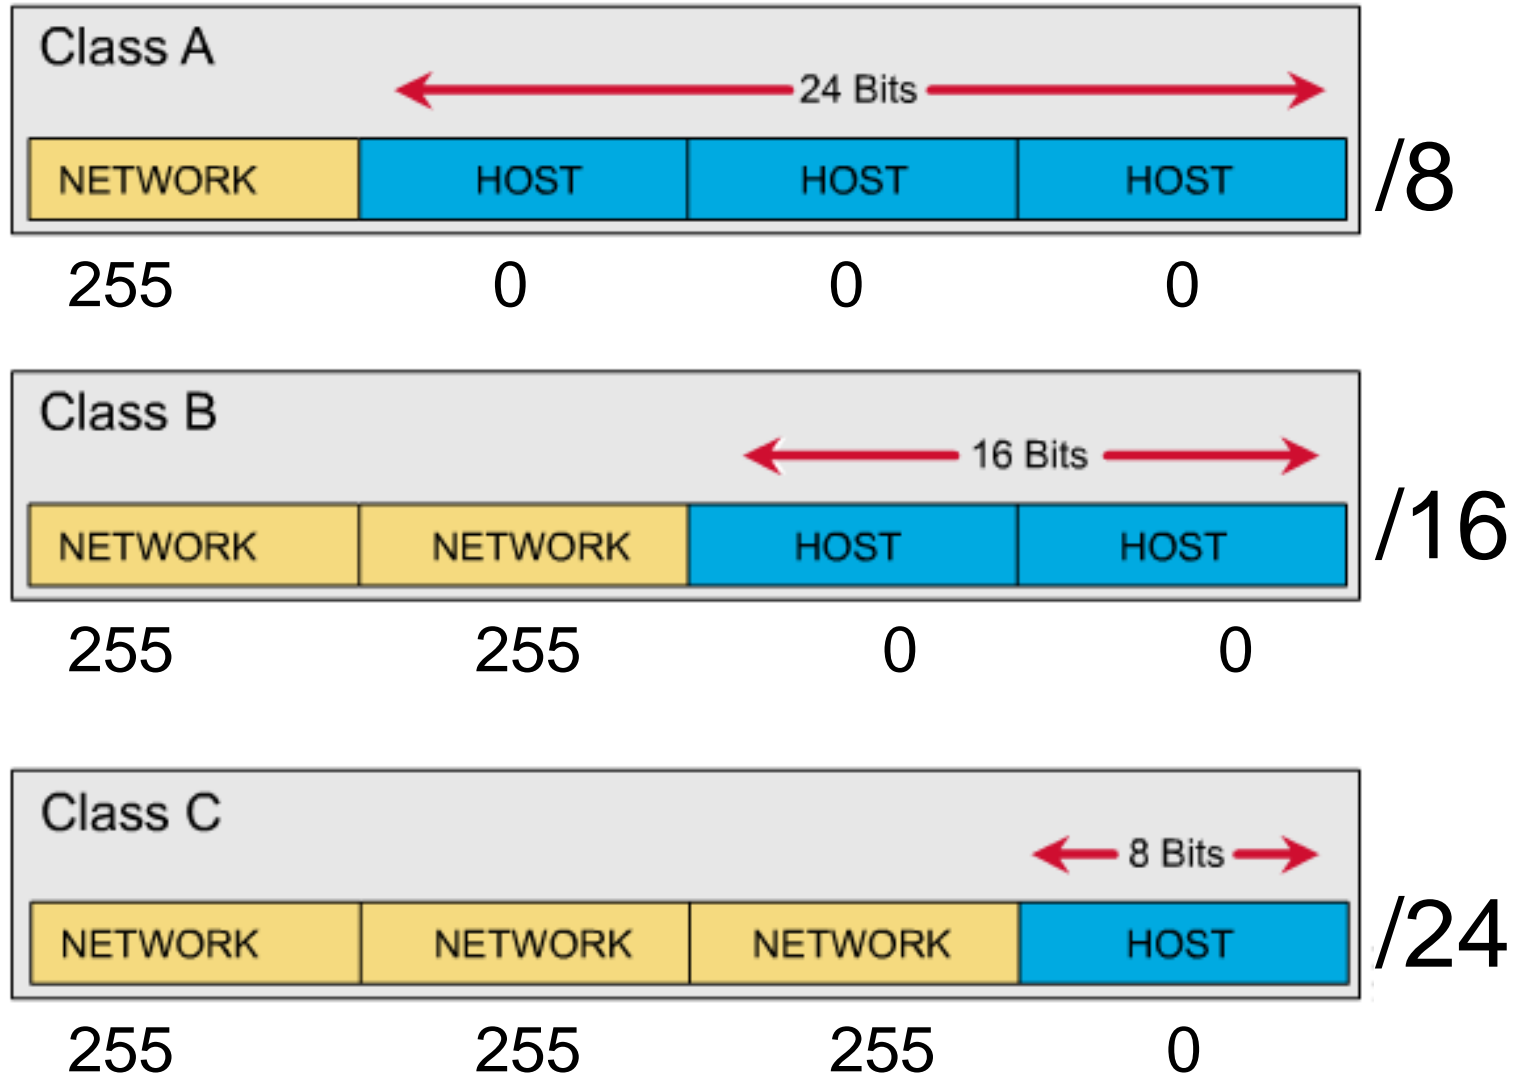 Class A
24 Bits
NETWORK HOST HOST HOST /8
255 0 0 0
Class B
16 Bits
NETWORK NETWORK HOST HOST /16
255 255 0 0
Class C
8 Bits
NETWORK NETWORK NETWORK HOST /24
255 255 255 0